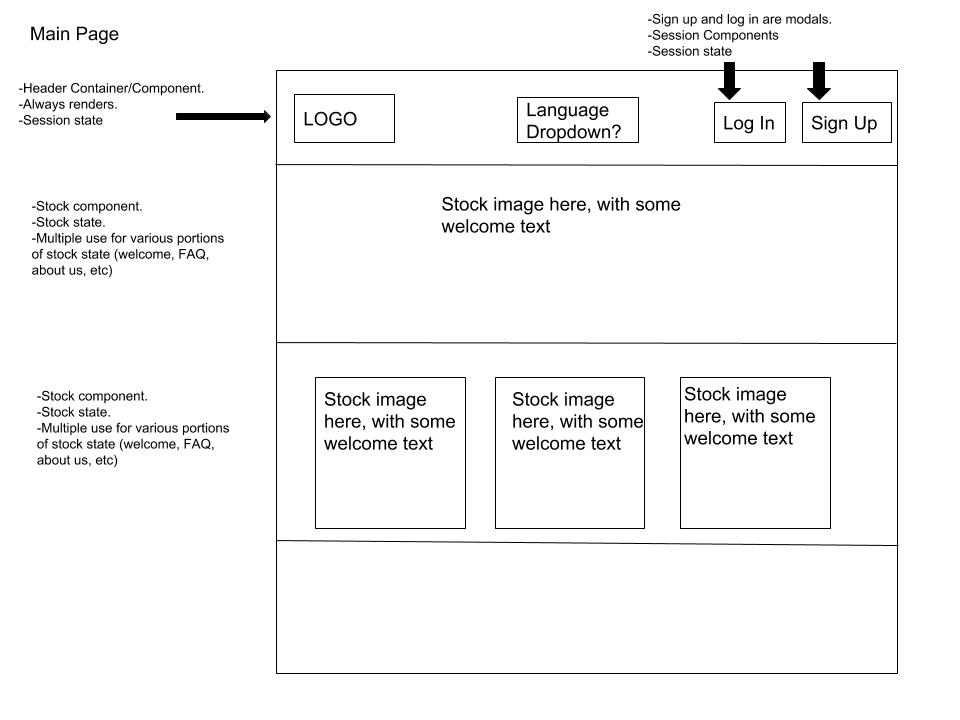 Main Page
-Sign up and log in are modals.
-Session Components
-Session state
-Header Container/Component.
-Always renders.
-Session state
LOGO
Language
Dropdown?
Log In
Sign Up
-Stock component.
-Stock state.
-Multiple use for various portions
of stock state (welcome, FAQ,
about us, etc)
Stock image here, with some
welcome text
-Stock component.
-Stock state.
-Multiple use for various portions
of stock state (welcome, FAQ,
about us, etc)
Stock image
here, with some
welcome text
Stock image
here, with some
welcome text
Stock image
here, with some
welcome text